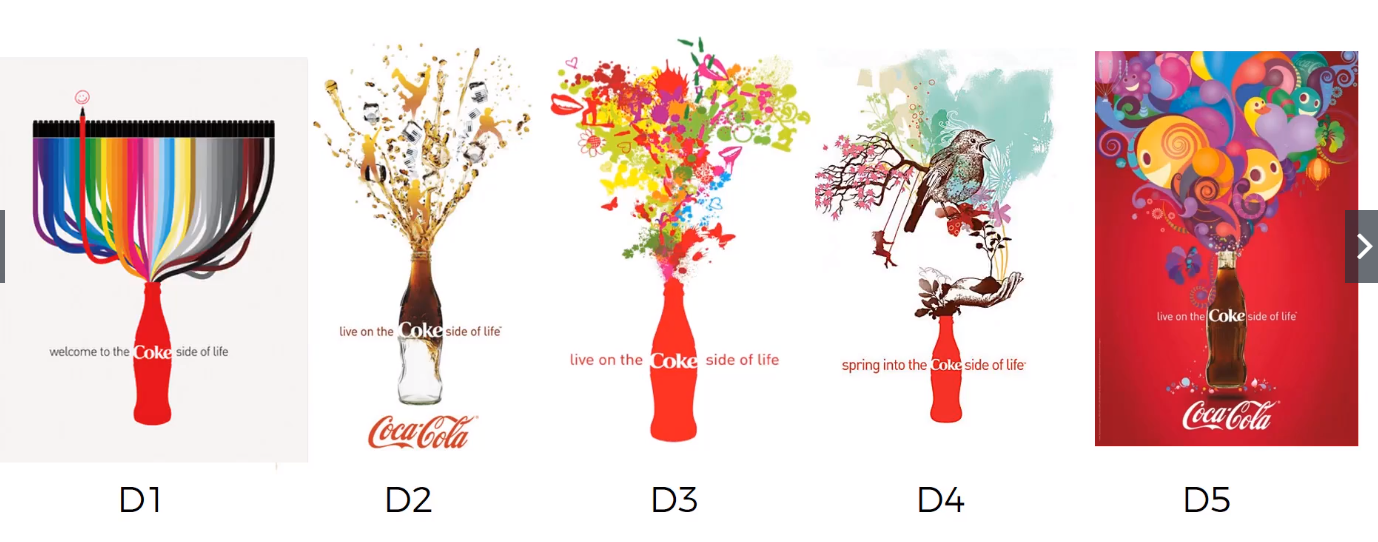 welcome to the Coke side of life
live on the Coke side of life
Coca-Cola
live on the Coke side of life
spring into the Coke side of life
live on the Coke side of life
Coca-Cola
D1
D2
D3
D4
D5